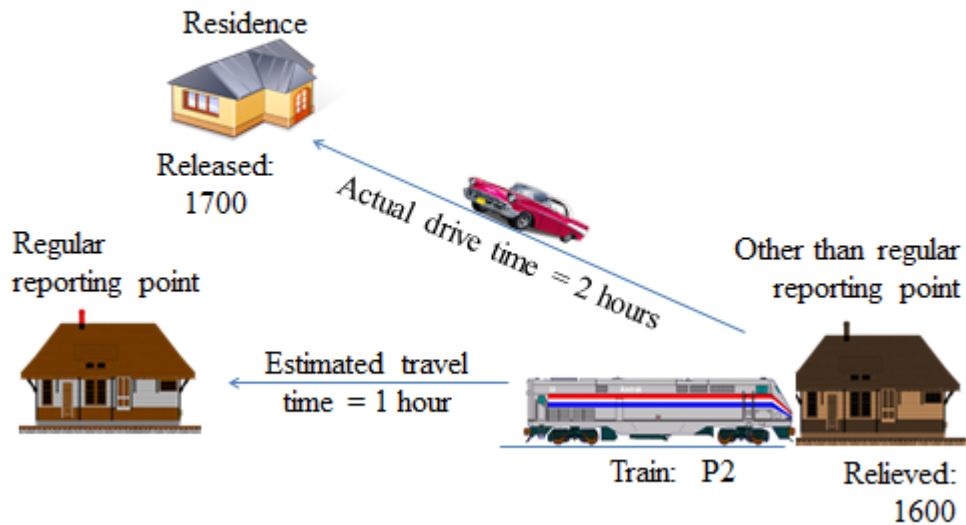 Residence
Released:
1700
Actual drive time = 2 hours
Regular
reporting point
Other than regular
reporting point
Estimated travel
time = 1 hour
Train: P2
Relieved:
1600